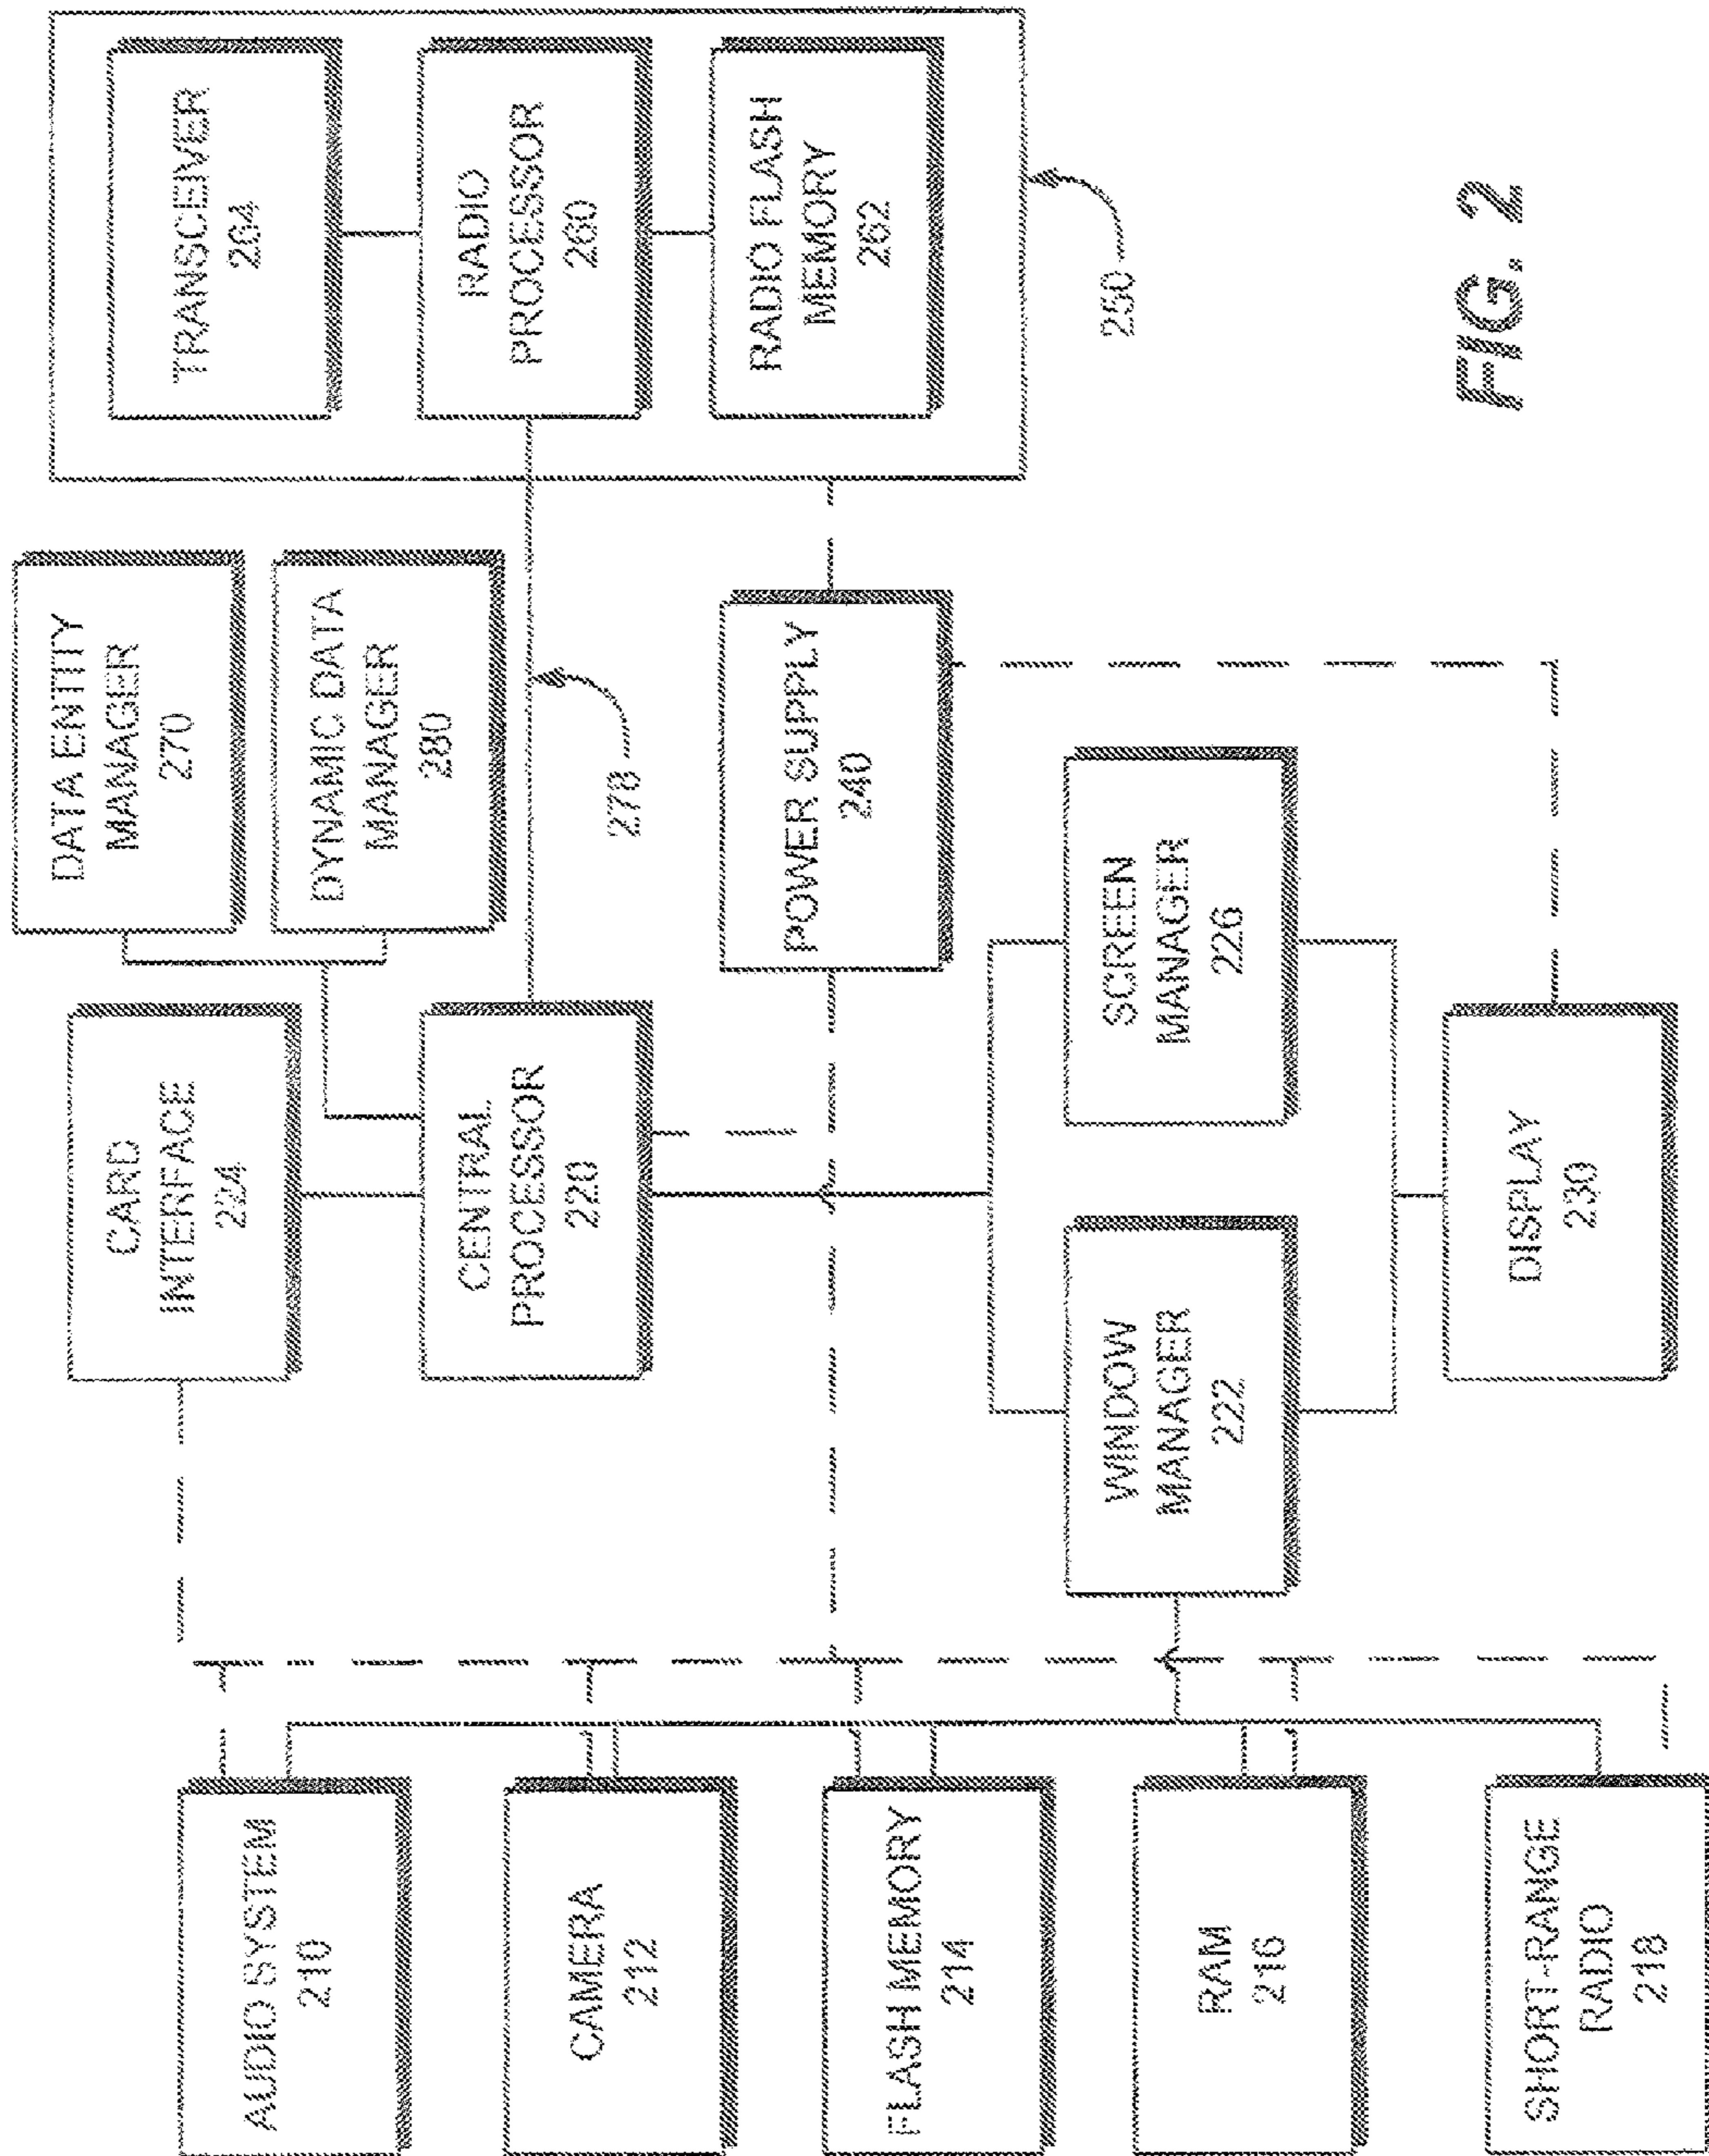 AUDIO SYSTEM
210
CAMERA
212
FLASH MEMORY
214
RAM
216
SHORT-RANGE
RADIO
218
CARD
INTERFACE
224
CENTRAL
PROCESSOR
220
WINDOW
MANAGER
222
SCREEN
MANAGER
226
DISPLAY
230
DATA ENTITY
MANAGER
270
DYNAMIC DATA
MANAGER
280
278
POWER SUPPLY
240
TRANSCEIVER
264
RADIO
PROCESSOR
260
RADIO FLASH
MEMORY
262
250
FIG. 2